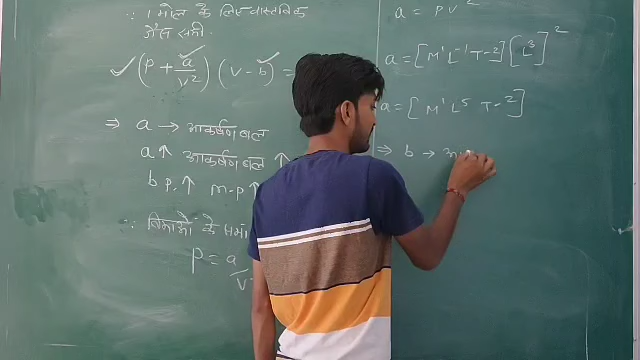 ∵ 1 मोल के लिए वास्तविक
गैस समी.
(P + a/V²) (V - b) =
⇒ a → आकर्षण बल
a↑ आकर्षण बल ↑
b.p.↑ m.p↑
∵ विमाओं के समा
P = a/V
a = PV²
a = [M¹L⁻¹T-²] [L³]²
a = [M¹L⁵T-²]
⇒ b →